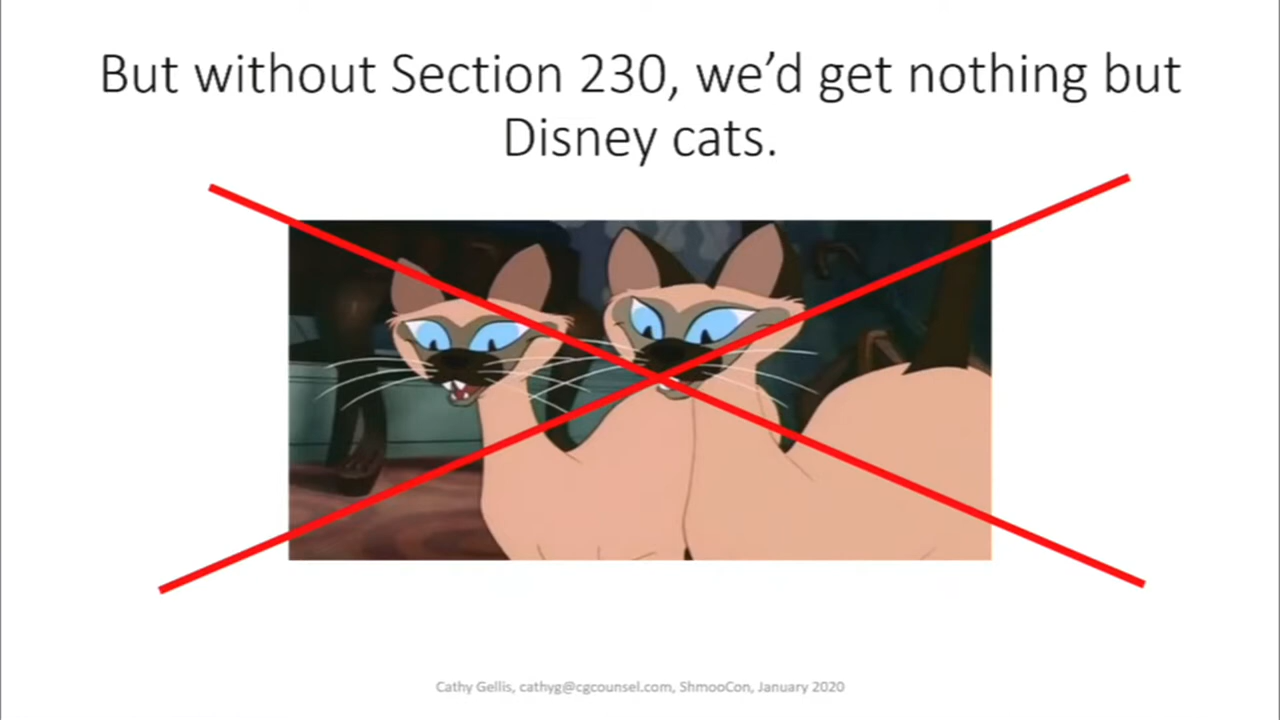 But without Section 230, we’d get nothing but
Disney cats.
Cathy Gellis, cathyg@cgcounsel.com, ShmooCon, January 2020